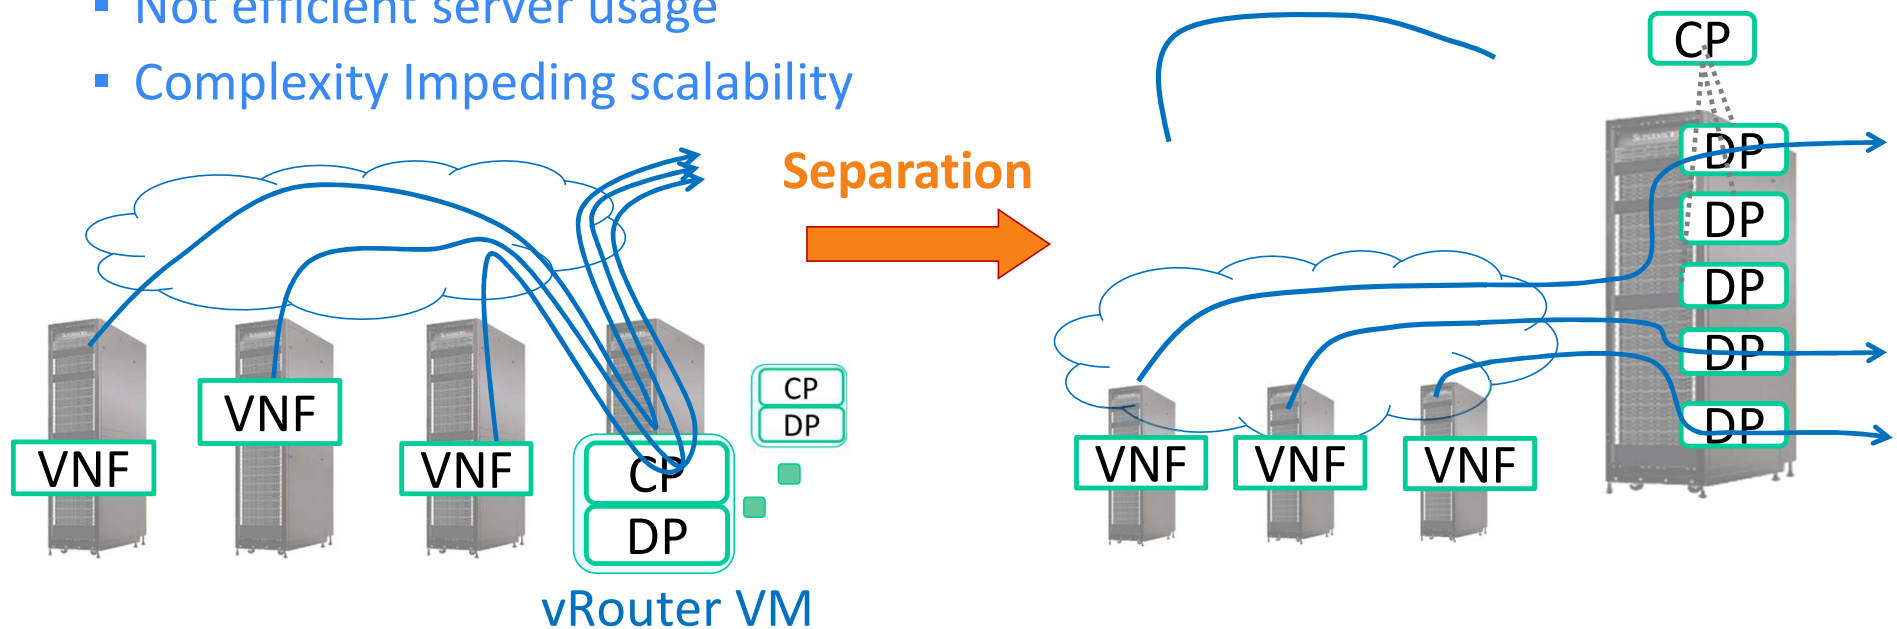 Not efficient server usage
Complexity Impeding scalability
Separation
VNF
VNF
VNF
CP
DP
CP
DP
vRouter VM
CP
DP
DP
DP
DP
DP
VNF
VNF
VNF